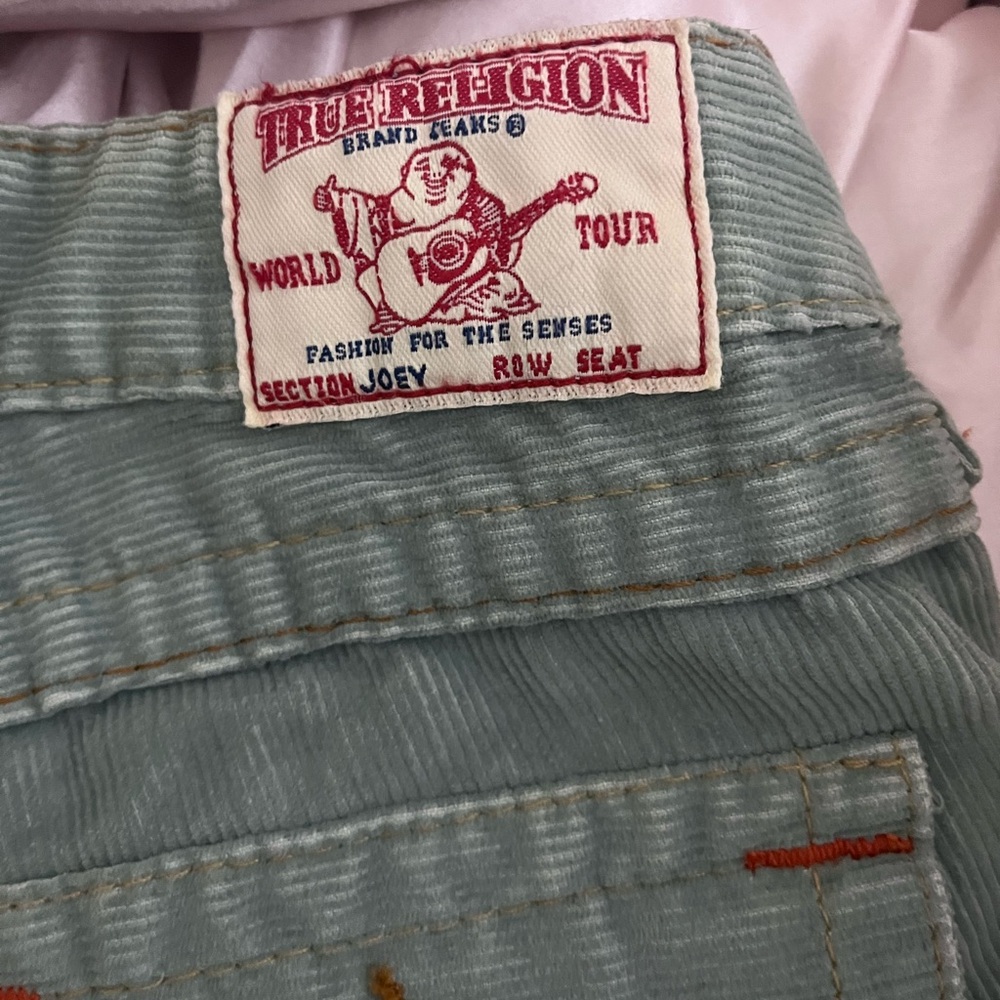 TRUE RELIGION
BRAND JEANS ®
WORLD TOUR
FASHION FOR THE SENSES
SECTION JOEY ROW SEAT